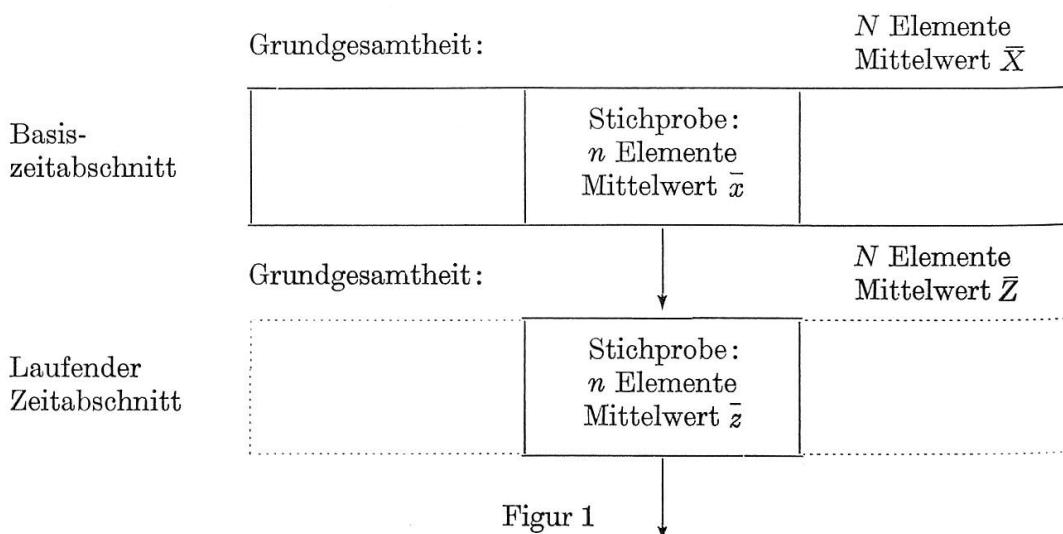 Grundgesamtheit:
N Elemente
Mittelwert X̅
Basis-
zeitabschnitt
Stichprobe:
n Elemente
Mittelwert x̅
Grundgesamtheit:
N Elemente
Mittelwert Z̅
Laufender
Zeitabschnitt
Stichprobe:
n Elemente
Mittelwert z̅
Figur 1